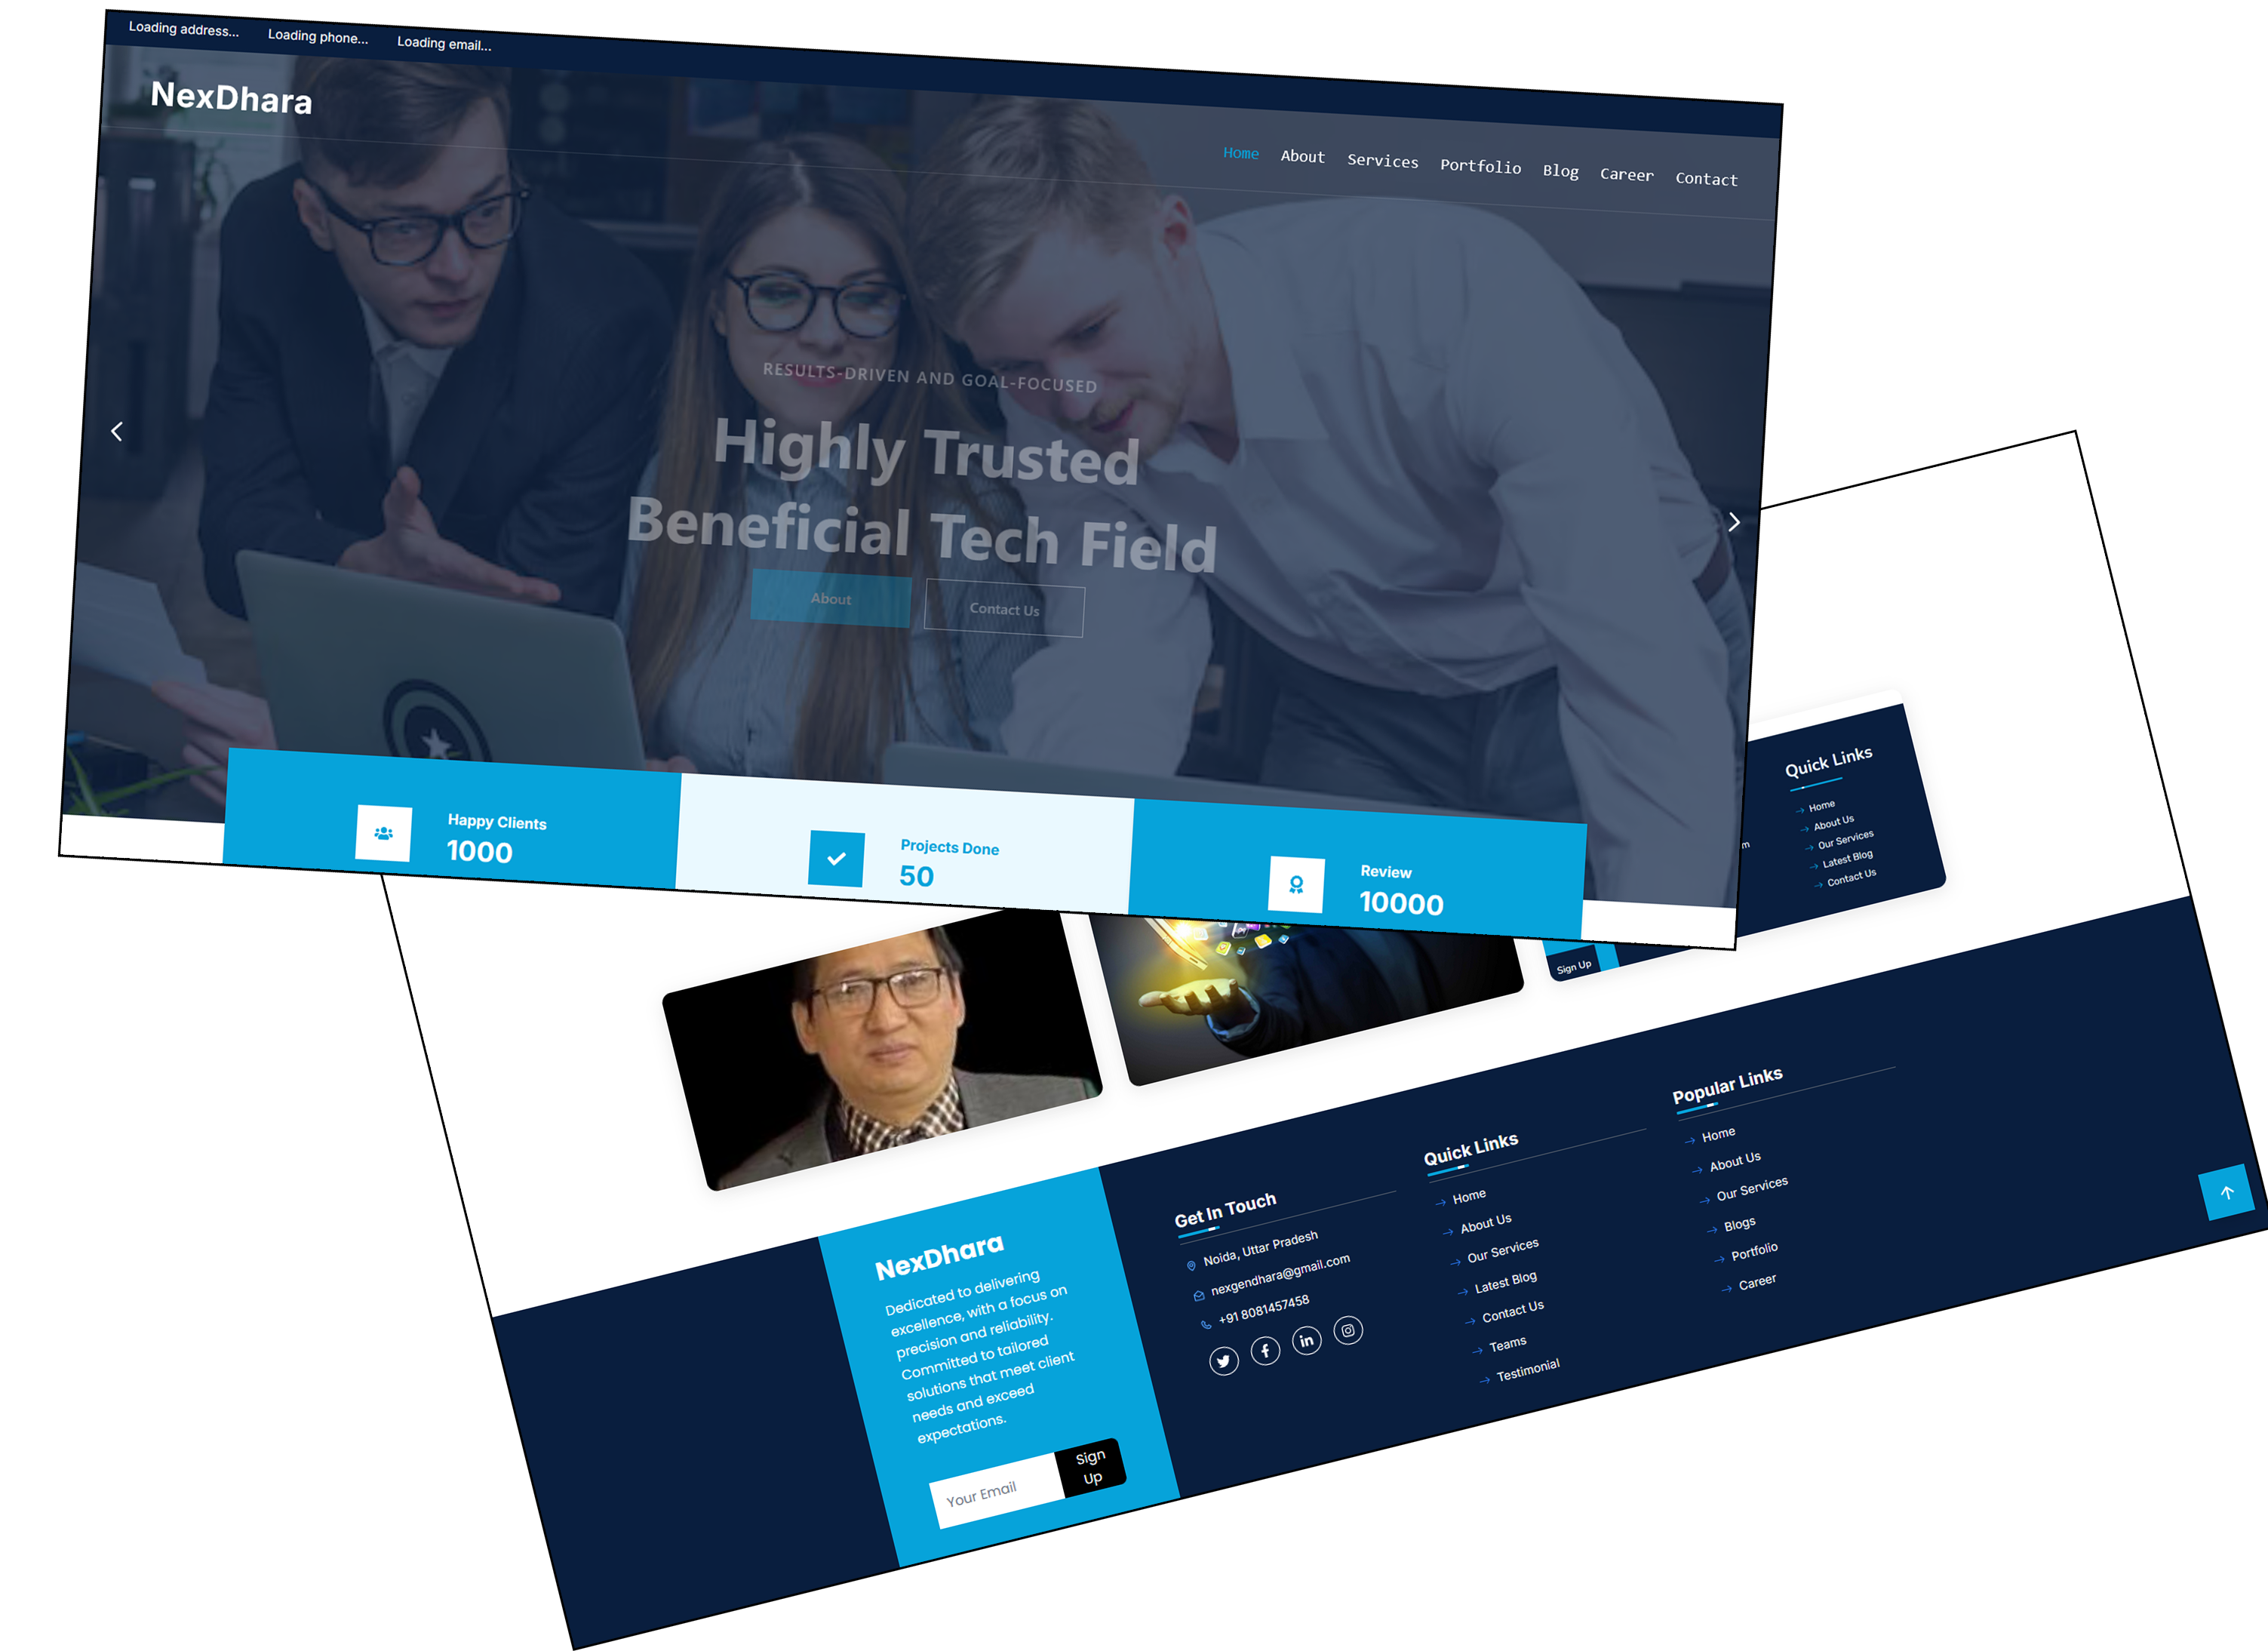 Loading address...
Loading phone...
Loading email...
NexDhara
Home About Services Portfolio Blog Career Contact
RESULTS-DRIVEN AND GOAL-FOCUSED
Highly Trusted
Beneficial Tech Field
About
Contact Us
Happy Clients
1000
Projects Done
50
Review
10000
Quick Links
Home
About Us
Our Services
Latest Blog
Contact Us
Sign Up
NexDhara
Dedicated to delivering
excellence, with a focus on
precision and reliability.
Committed to tailored
solutions that meet client
needs and exceed
expectations.
Your Email
Sign
Up
Get In Touch
Noida, Uttar Pradesh
nexgendhara@gmail.com
+91 8081457458
Quick Links
Home
About Us
Our Services
Latest Blog
Contact Us
Teams
Testimonial
Popular Links
Home
About Us
Our Services
Blogs
Portfolio
Career